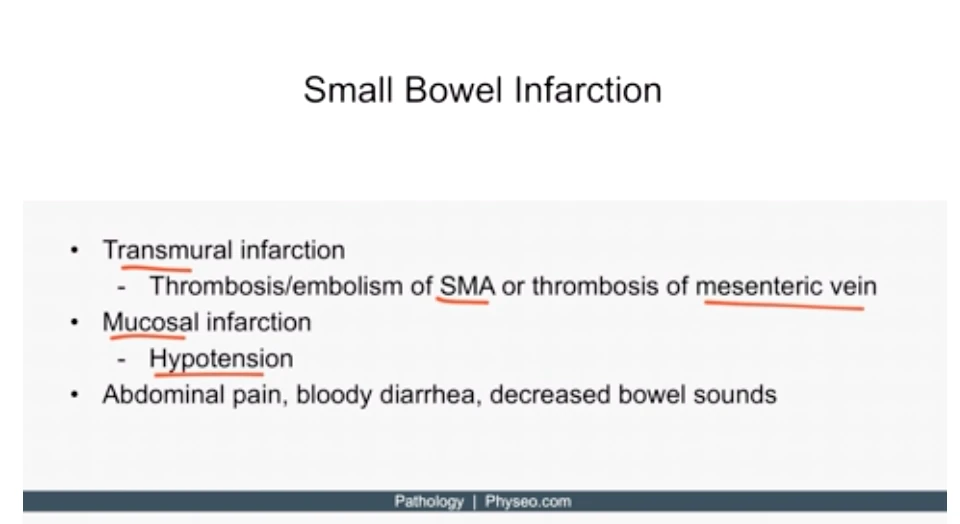 Small Bowel Infarction
• Transmural infarction
- Thrombosis/embolism of SMA or thrombosis of mesenteric vein
• Mucosal infarction
- Hypotension
• Abdominal pain, bloody diarrhea, decreased bowel sounds
Pathology | Physeo.com